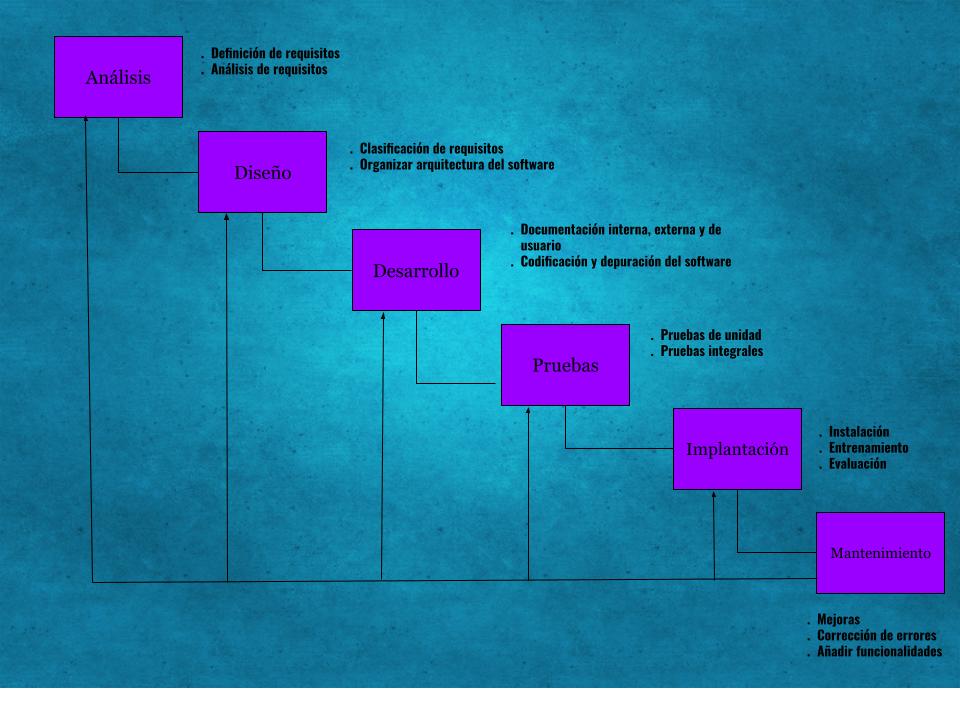 Análisis
. Definición de requisitos
. Análisis de requisitos
Diseño
. Clasificación de requisitos
. Organizar arquitectura del software
Desarrollo
. Documentación interna, externa y de
usuario
. Codificación y depuración del software
Pruebas
. Pruebas de unidad
. Pruebas integrales
Implantación
. Instalación
. Entrenamiento
. Evaluación
Mantenimiento
. Mejoras
. Corrección de errores
. Añadir funcionalidades